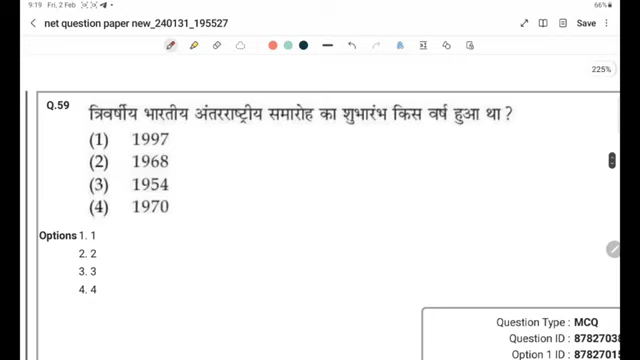 9:19 Fri, 2 Feb
66%
net question paper new_240131_195527
Save
225%
Q.59 त्रिवर्षीय भारतीय अंतरराष्ट्रीय समारोह का शुभारंभ किस वर्ष हुआ था ?
(1) 1997
(2) 1968
(3) 1954
(4) 1970
Options 1. 1
2. 2
3. 3
4. 4
Question Type : MCQ
Question ID : 8782703
Option 1 ID : 8782701